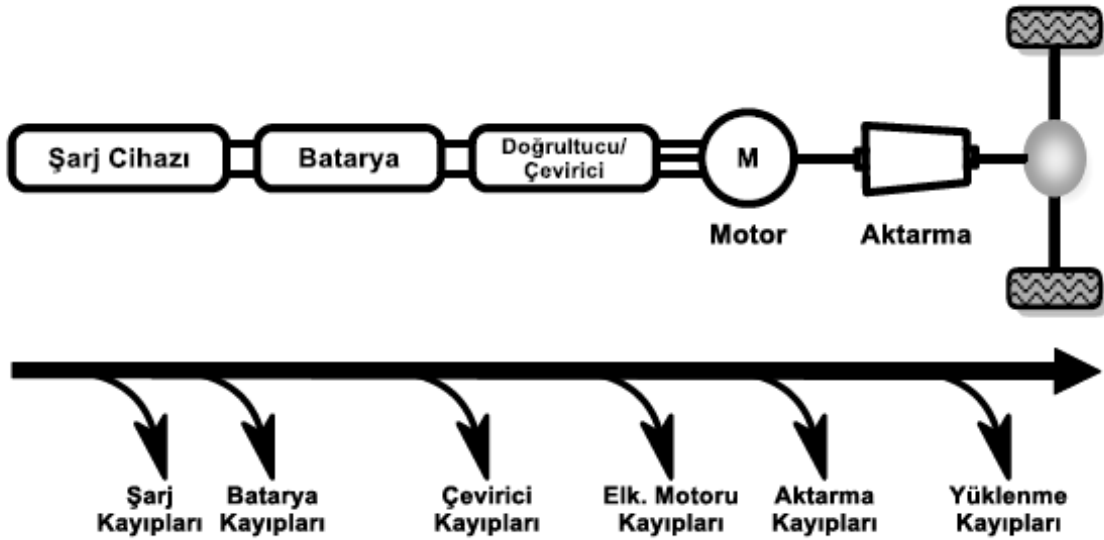 Şarj Cihazı
Batarya
Doğrultucu/
Çevirici
M
Motor
Aktarma
Şarj
Kayıpları
Batarya
Kayıpları
Çevirici
Kayıpları
Elk. Motoru
Kayıpları
Aktarma
Kayıpları
Yüklenme
Kayıpları